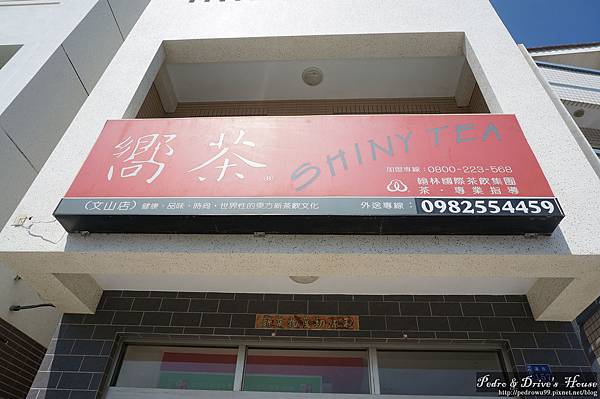 嚮茶®
SHINY TEA
加盟專線：0800-223-568
翰林國際茶飲集團
茶．專業指導
（文山店）健康、品味、時尚、世界性的東方新茶飲文化
外送專線：0982554459
Pedro & Drive's House
http://pedrowu99.pixnet.net/blog